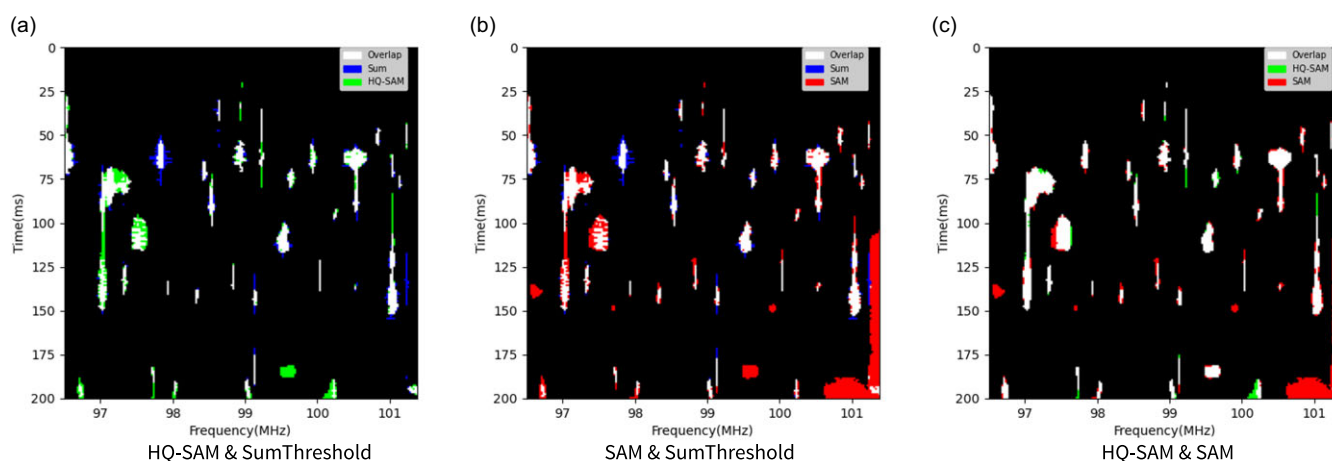 (a)
0
25
50
75
100
125
150
175
200
Time(ms)
Overlap
Sum
HQ-SAM
97 98 99 100 101
Frequency(MHz)
HQ-SAM & SumThreshold
(b)
0
25
50
75
100
125
150
175
200
Time(ms)
Overlap
Sum
SAM
97 98 99 100 101
Frequency(MHz)
SAM & SumThreshold
(c)
0
25
50
75
100
125
150
175
200
Time(ms)
Overlap
HQ-SAM
SAM
97 98 99 100 101
Frequency(MHz)
HQ-SAM & SAM